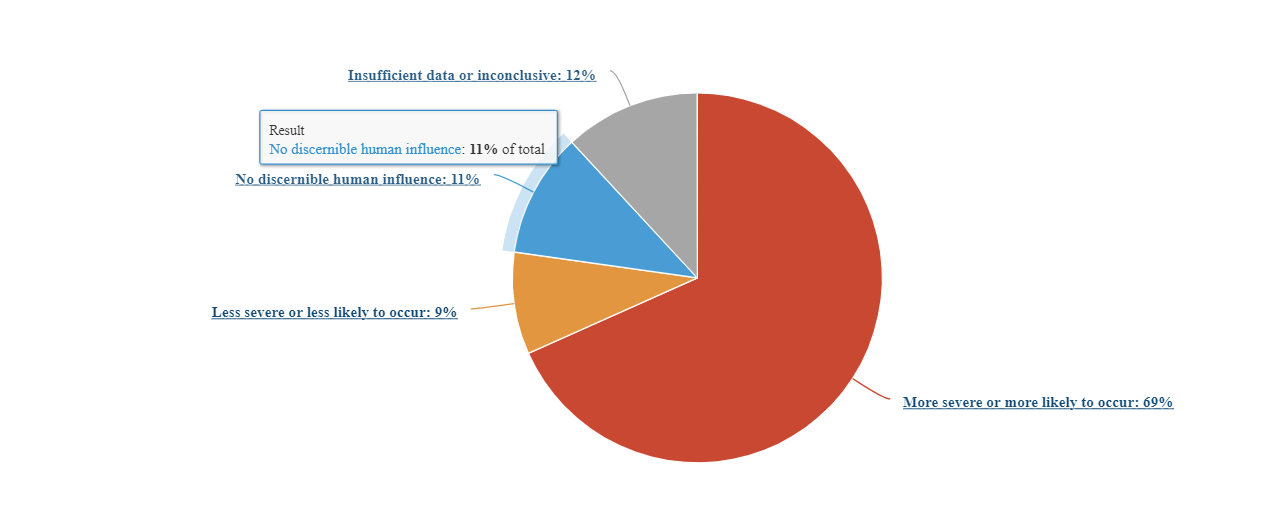 Insufficient data or inconclusive: 12%
Result
No discernible human influence: 11% of total
No discernible human influence: 11%
Less severe or less likely to occur: 9%
More severe or more likely to occur: 69%